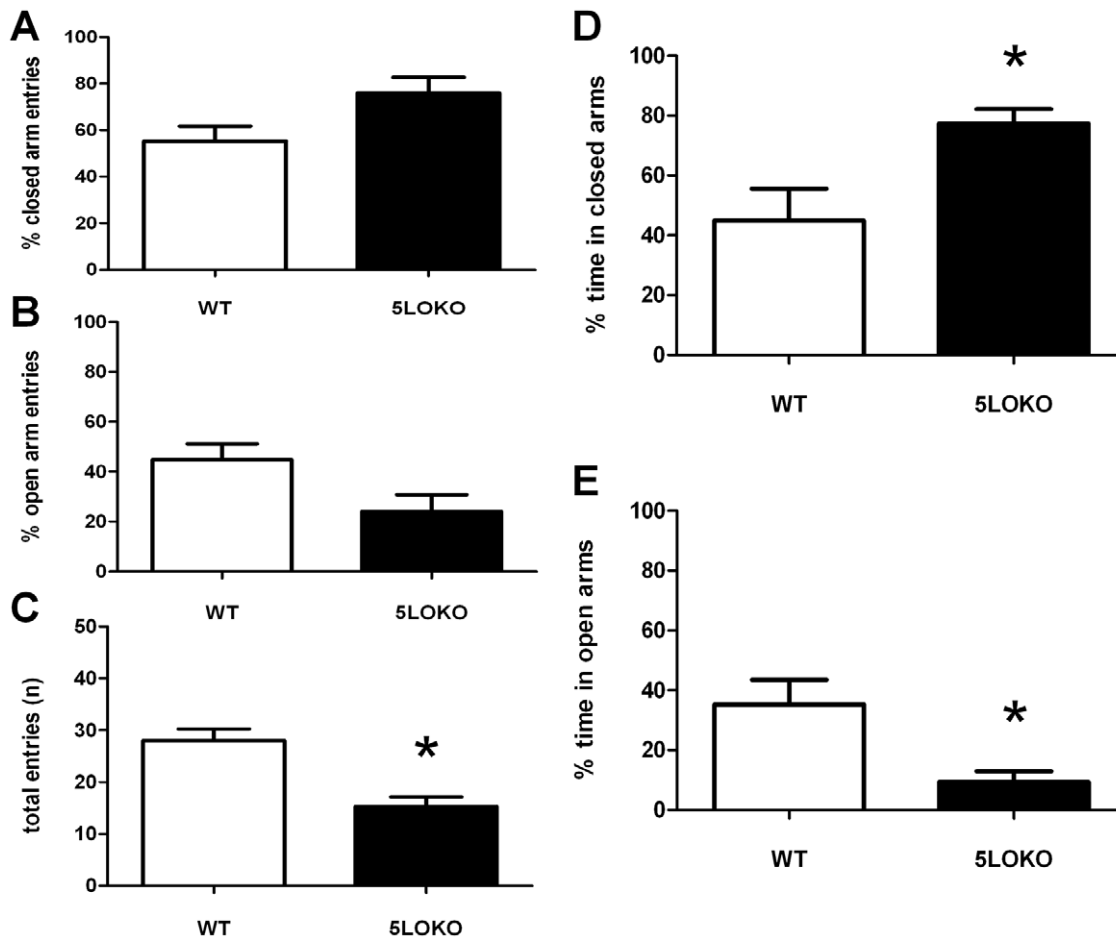 A
% closed arm entries
100
80
60
40
20
0
WT 5LOKO
B
% open arm entries
100
80
60
40
20
0
WT 5LOKO
C
total entries (n)
50
40
30
20
10
0
*
WT 5LOKO
D
% time in closed arms
100
80
60
40
20
0
*
WT 5LOKO
E
% time in open arms
100
80
60
40
20
0
*
WT 5LOKO